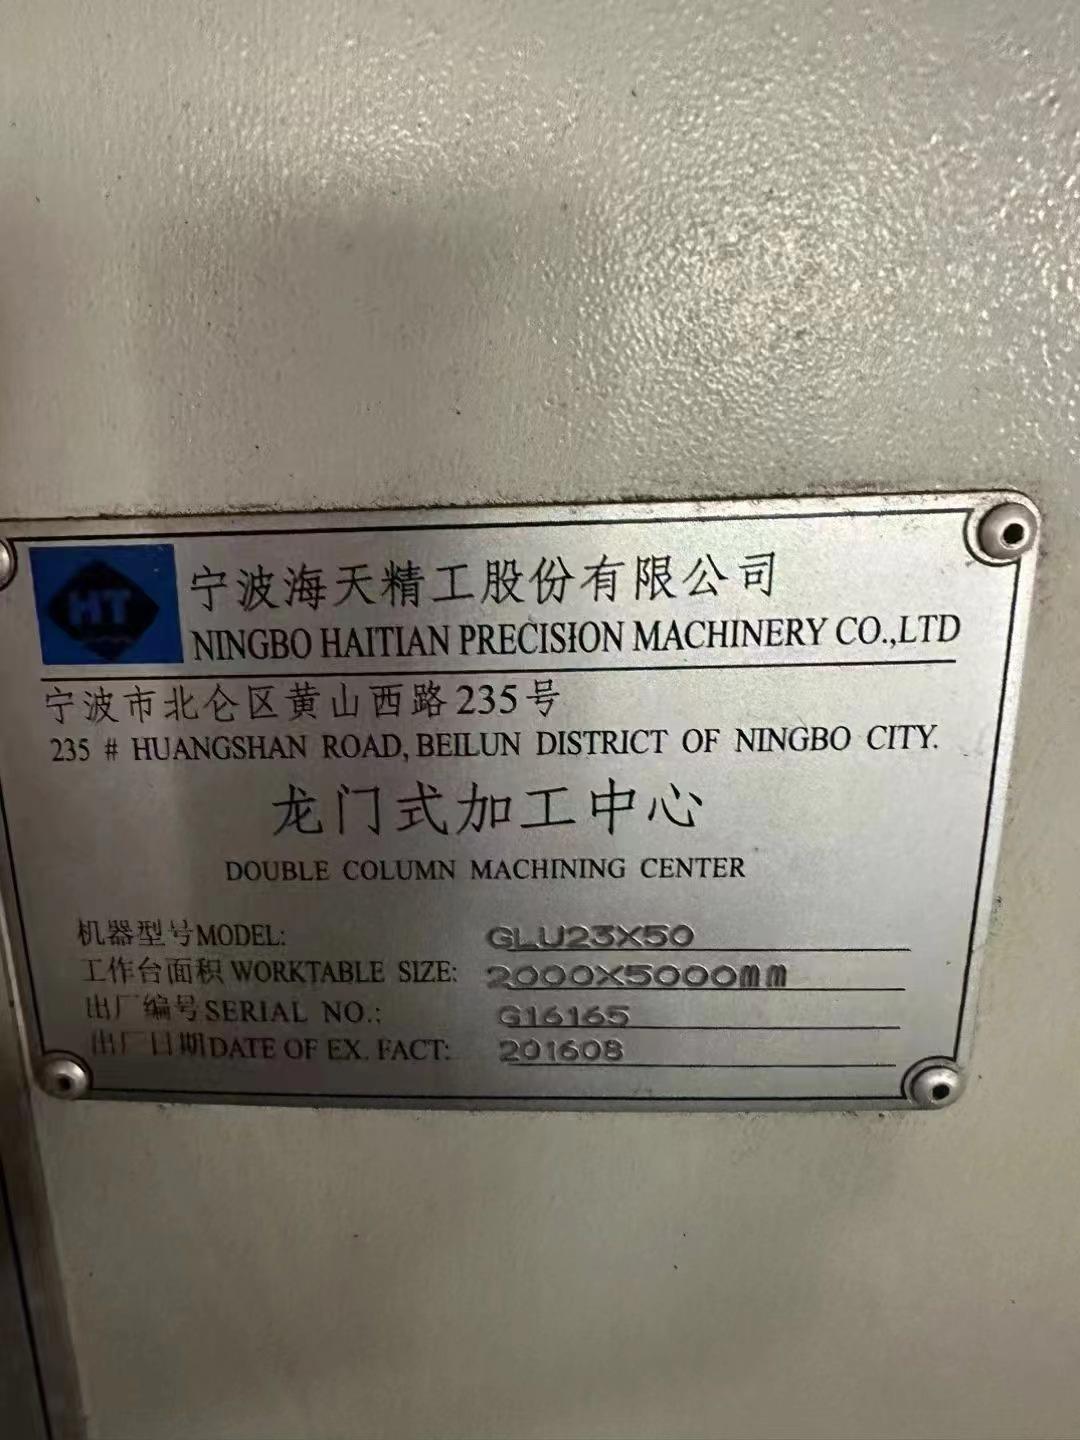 HT
宁波海天精工股份有限公司
NINGBO HAITIAN PRECISION MACHINERY CO.,LTD
宁波市北仑区黄山西路235号
235 # HUANGSHAN ROAD, BEILUN DISTRICT OF NINGBO CITY.
龙门式加工中心
DOUBLE COLUMN MACHINING CENTER
机器型号MODEL: GLU23X50
工作台面积 WORKTABLE SIZE: 2000X5000mm
出厂编号SERIAL NO.: G16165
出厂日期DATE OF EX. FACT: 201608